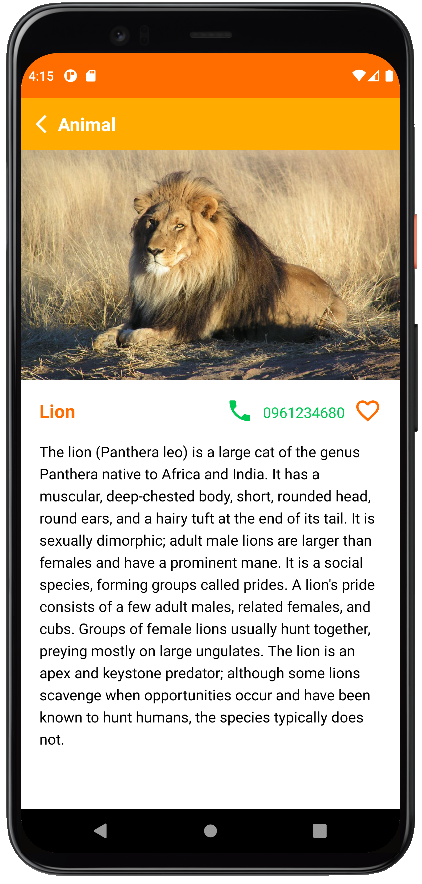 4:15
Animal
Lion
0961234680
The lion (Panthera leo) is a large cat of the genus
Panthera native to Africa and India. It has a
muscular, deep-chested body, short, rounded head,
round ears, and a hairy tuft at the end of its tail. It is
sexually dimorphic; adult male lions are larger than
females and have a prominent mane. It is a social
species, forming groups called prides. A lion's pride
consists of a few adult males, related females, and
cubs. Groups of female lions usually hunt together,
preying mostly on large ungulates. The lion is an
apex and keystone predator; although some lions
scavenge when opportunities occur and have been
known to hunt humans, the species typically does
not.